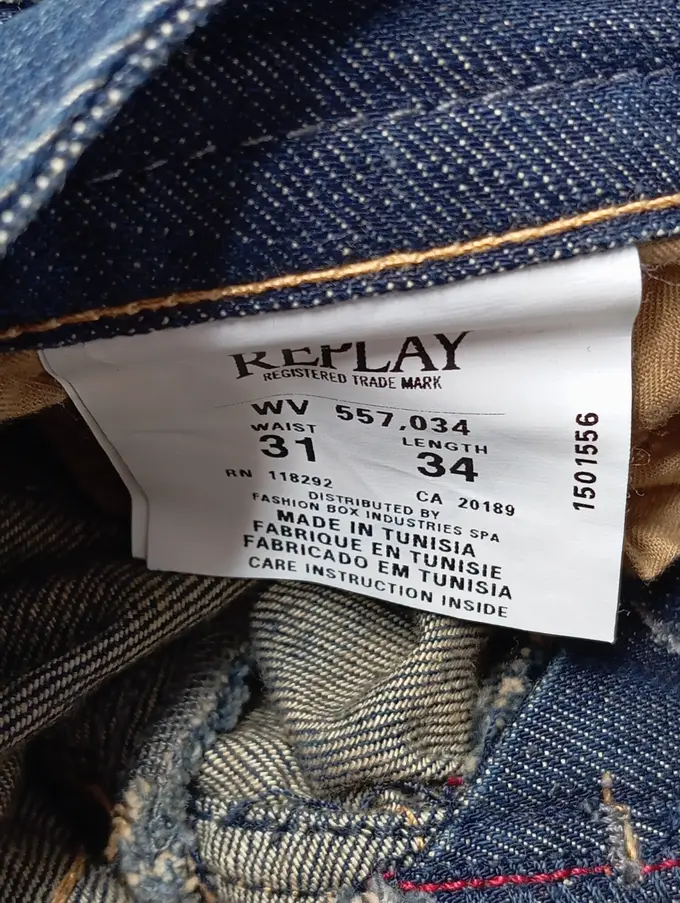 REPLAY
REGISTERED TRADE MARK
WV 557,034
WAIST LENGTH
31 34
RN 118292 CA 20189
DISTRIBUTED BY
FASHION BOX INDUSTRIES SPA
MADE IN TUNISIA
FABRIQUE EN TUNISIE
FABRICADO EM TUNISIA
CARE INSTRUCTION INSIDE
1501556